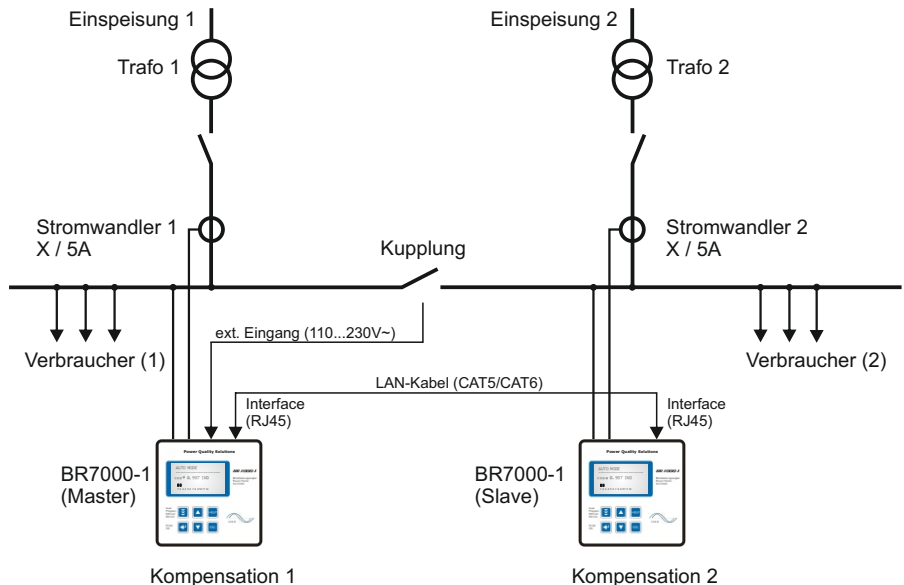 Einspeisung 1
Einspeisung 2
Trafo 1
Trafo 2
Stromwandler 1
X / 5A
Stromwandler 2
X / 5A
Kupplung
ext. Eingang (110...230V~)
Verbraucher (1)
Verbraucher (2)
LAN-Kabel (CAT5/CAT6)
Interface
(RJ45)
Interface
(RJ45)
BR7000-1
(Master)
Power Quality Solutions
AUTO MODE
BR7000-1
(Slave)
Power Quality Solutions
AUTO MODE
Kompensation 1
Kompensation 2